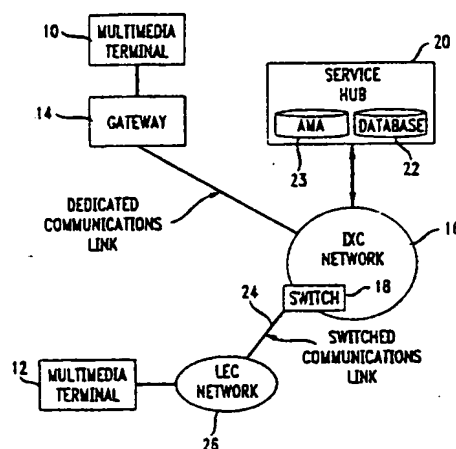 10
MULTIMEDIA
TERMINAL
14
GATEWAY
20
SERVICE
HUB
AMA
DATABASE
23
22
DEDICATED
COMMUNICATIONS
LINK
IXC
NETWORK
16
SWITCH
18
24
SWITCHED
COMMUNICATIONS
LINK
12
MULTIMEDIA
TERMINAL
LEC
NETWORK
26